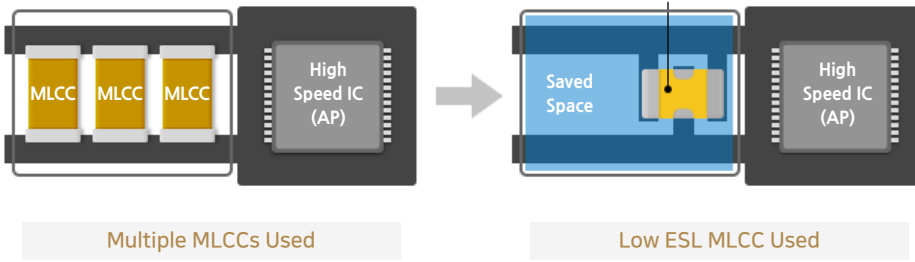 MLCC MLCC MLCC
High
Speed IC
(AP)
Saved
Space
High
Speed IC
(AP)
Multiple MLCCs Used
Low ESL MLCC Used